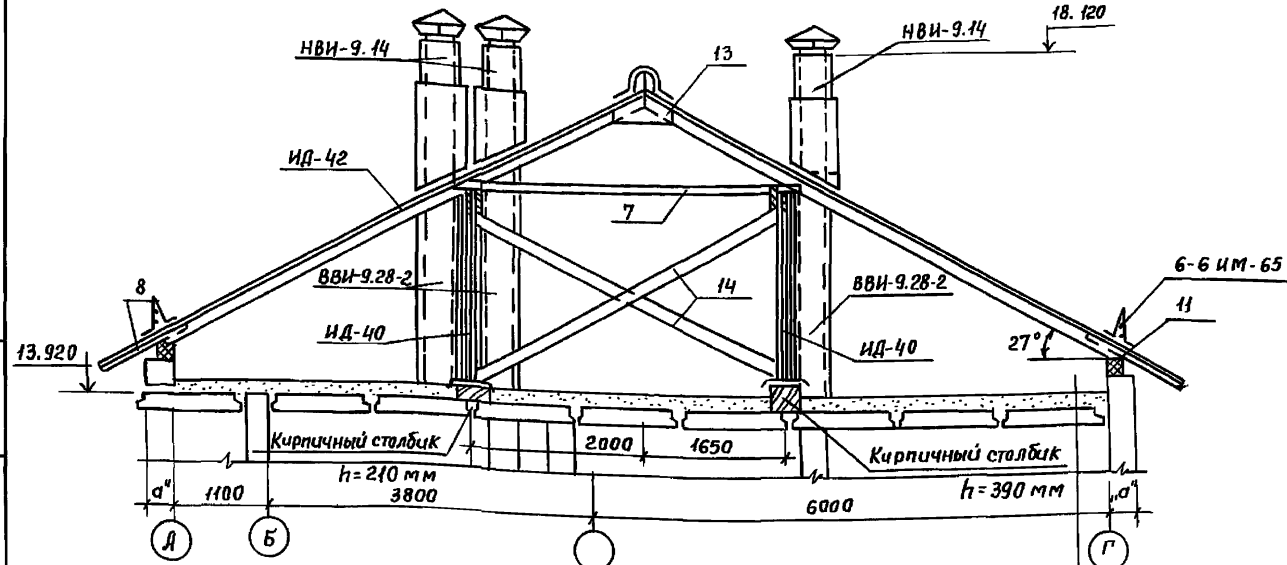 18.120
НВИ-9.14
НВИ-9.14
13
ИД-42
7
8
ВВИ-9.28-2
14
ВВИ-9.28-2
6-6 ИМ-65
11
ИД-40
ИД-40
27°
13.920
Кирпичный столбик
h=210 мм
2000
1650
Кирпичный столбик
h=390 мм
а"
1100
3800
6000
„а"
А
Б
Г